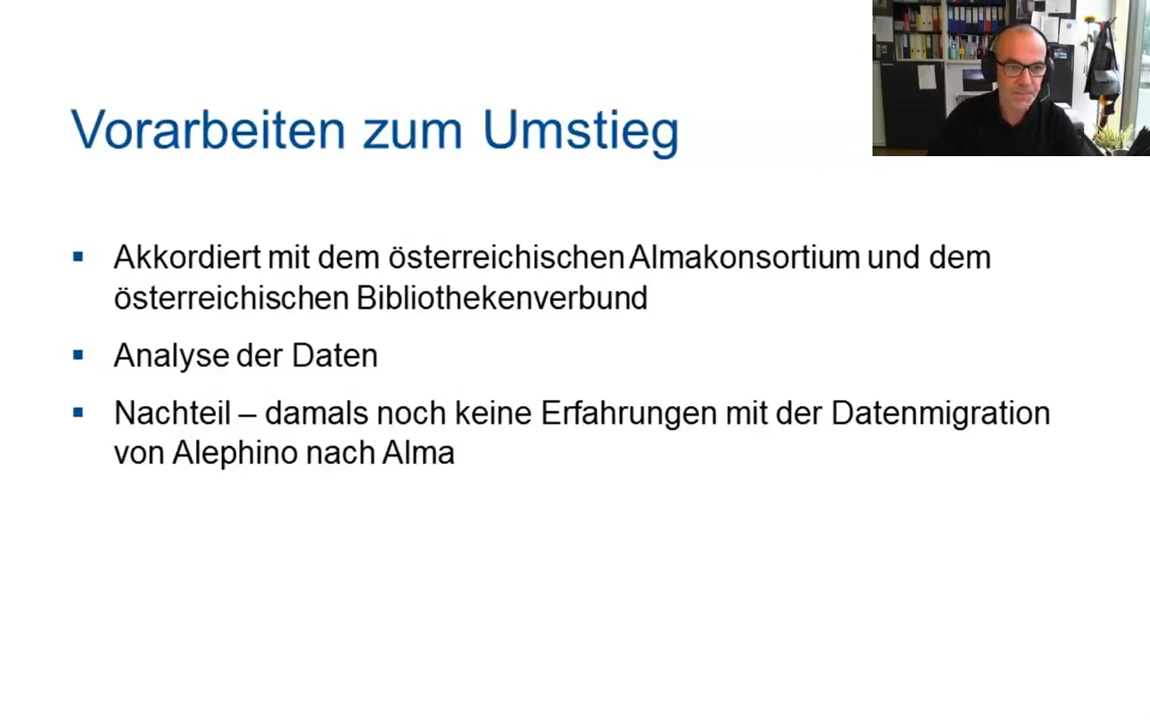 Vorarbeiten zum Umstieg
Akkordiert mit dem österreichischen Almakonsortium und dem
österreichischen Bibliothekenverbund
Analyse der Daten
Nachteil – damals noch keine Erfahrungen mit der Datenmigration
von Alephino nach Alma